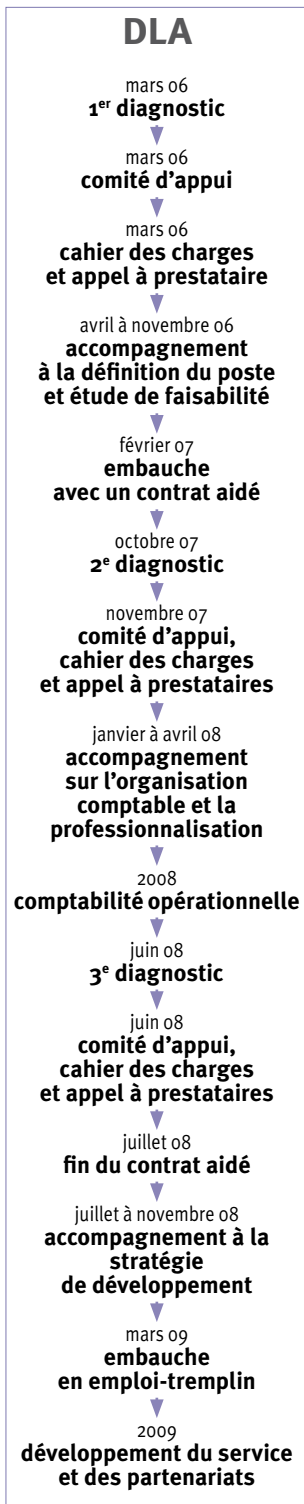 DLA
mars 06
1er diagnostic
mars 06
comité d’appui
mars 06
cahier des charges
et appel à prestataire
avril à novembre 06
accompagnement
à la définition du poste
et étude de faisabilité
février 07
embauche
avec un contrat aidé
octobre 07
2e diagnostic
novembre 07
comité d’appui,
cahier des charges
et appel à prestataires
janvier à avril 08
accompagnement
sur l’organisation
comptable et la
professionnalisation
2008
comptabilité opérationnelle
juin 08
3e diagnostic
juin 08
comité d’appui,
cahier des charges
et appel à prestataires
juillet 08
fin du contrat aidé
juillet à novembre 08
accompagnement à la
stratégie
de développement
mars 09
embauche
en emploi-tremplin
2009
développement du service
et des partenariats